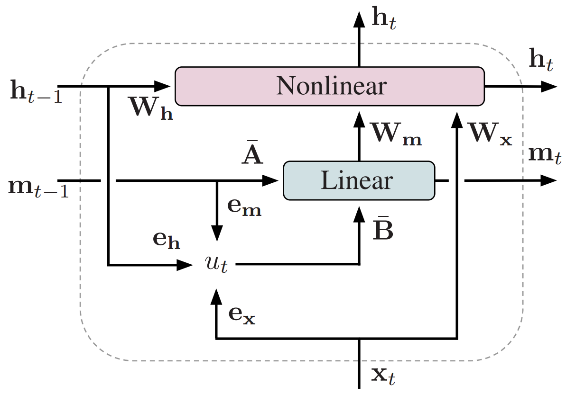 h_t
h_t
h_{t−1}
Nonlinear
W_h
W_m
W_x
Ā
m_t
m_{t−1}
Linear
e_m
B̄
e_h
u_t
e_x
x_t